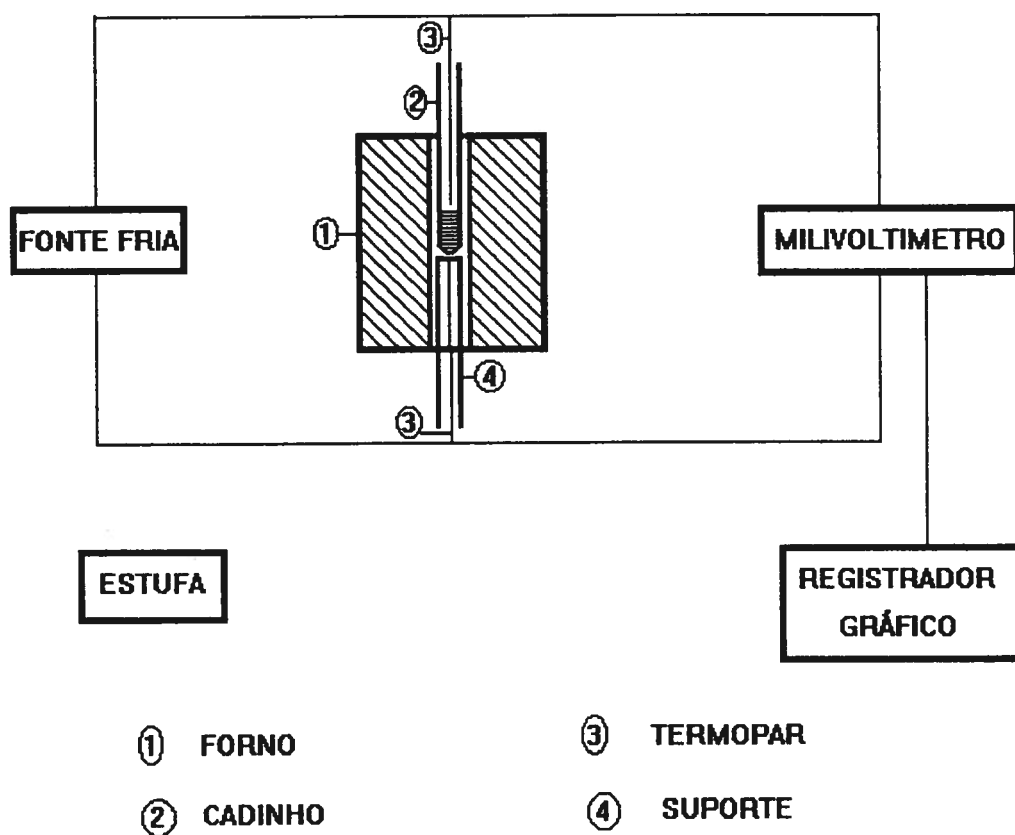 3
2
FONTE FRIA
1
MILIVOLTIMETRO
4
3
ESTUFA
REGISTRADOR
GRÁFICO
1 FORNO
3 TERMOPAR
2 CADINHO
4 SUPORTE